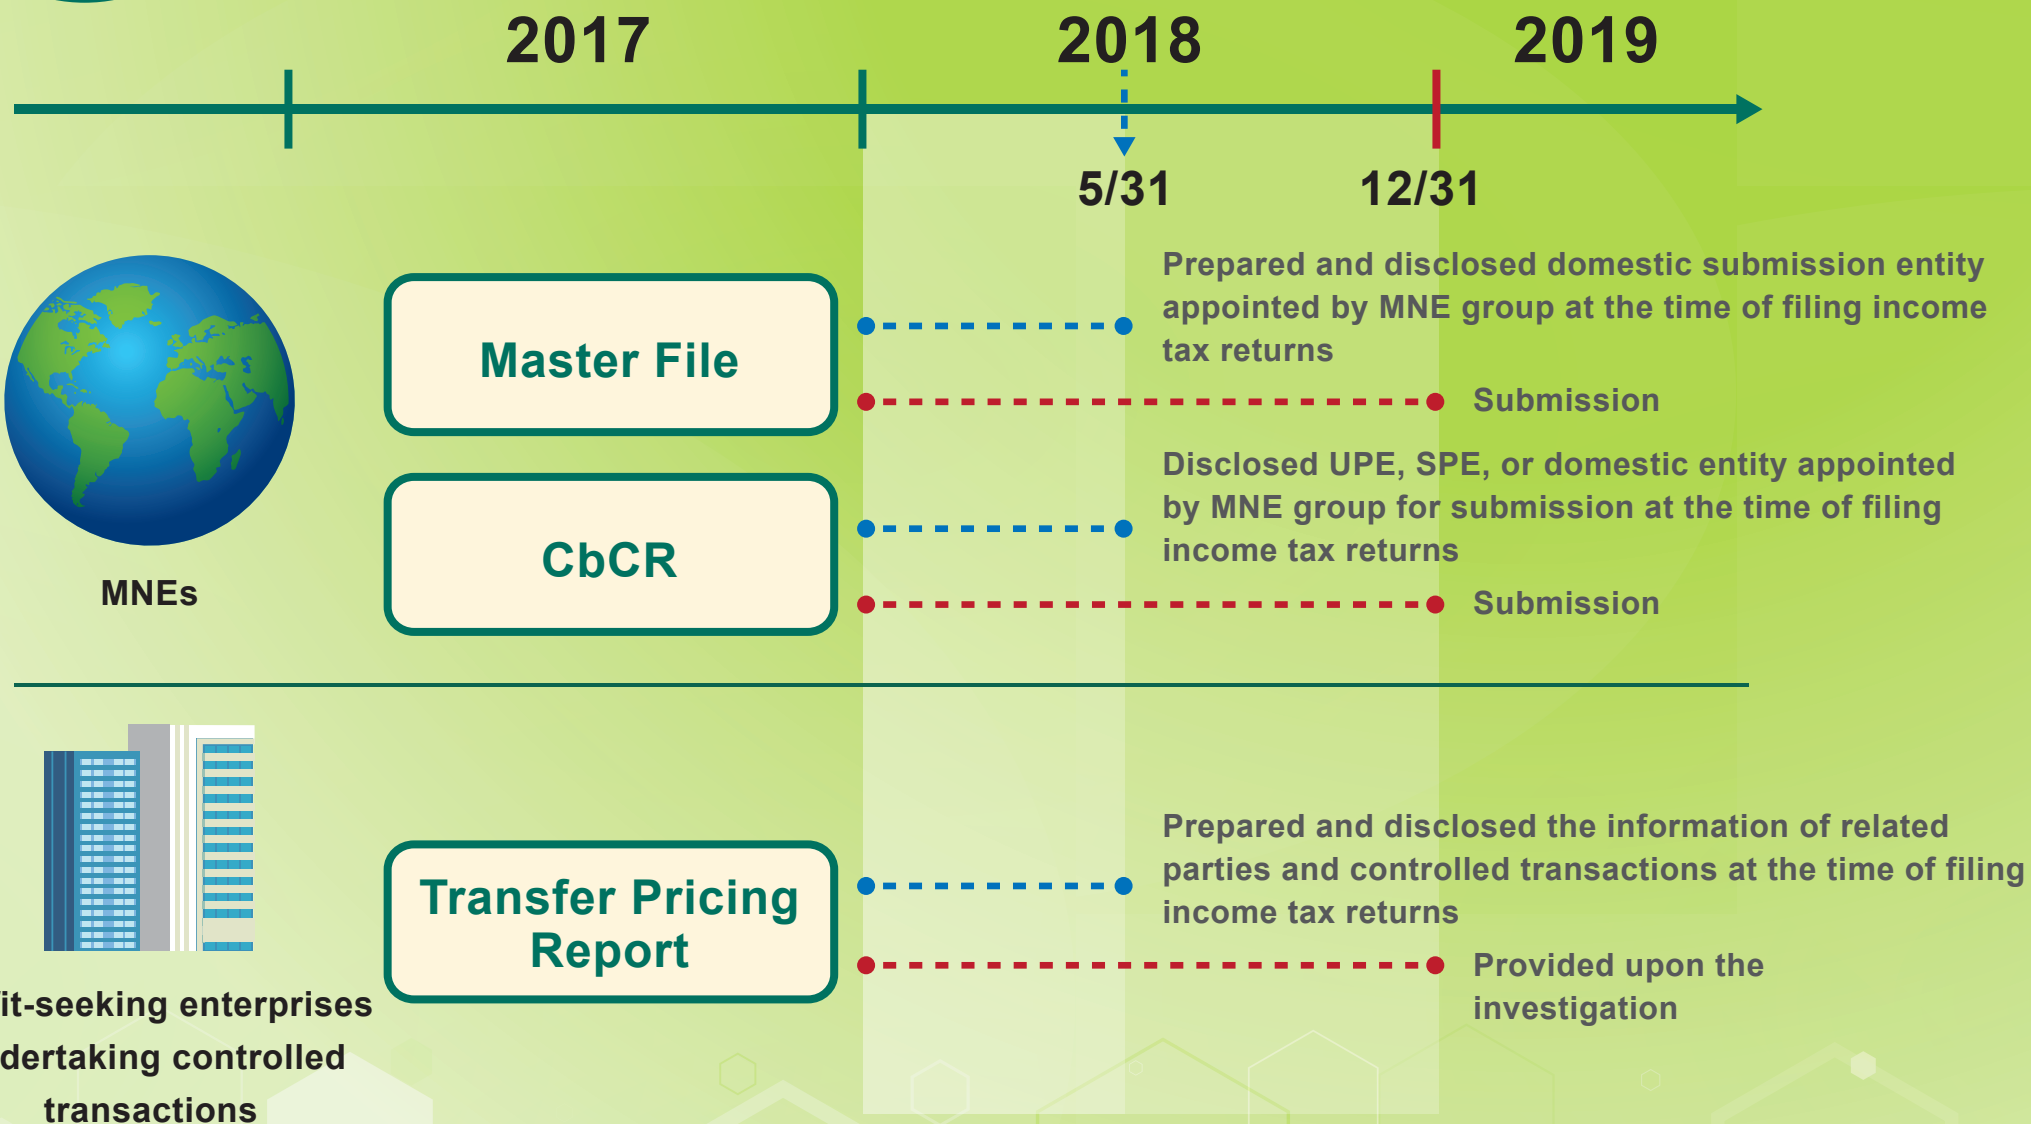 2017
2018
2019
5/31
12/31
MNEs
Master File
Prepared and disclosed domestic submission entity
appointed by MNE group at the time of filing income
tax returns
Submission
CbCR
Disclosed UPE, SPE, or domestic entity appointed
by MNE group for submission at the time of filing
income tax returns
Submission
it-seeking enterprises
dertaking controlled
transactions
Transfer Pricing
Report
Prepared and disclosed the information of related
parties and controlled transactions at the time of filing
income tax returns
Provided upon the
investigation